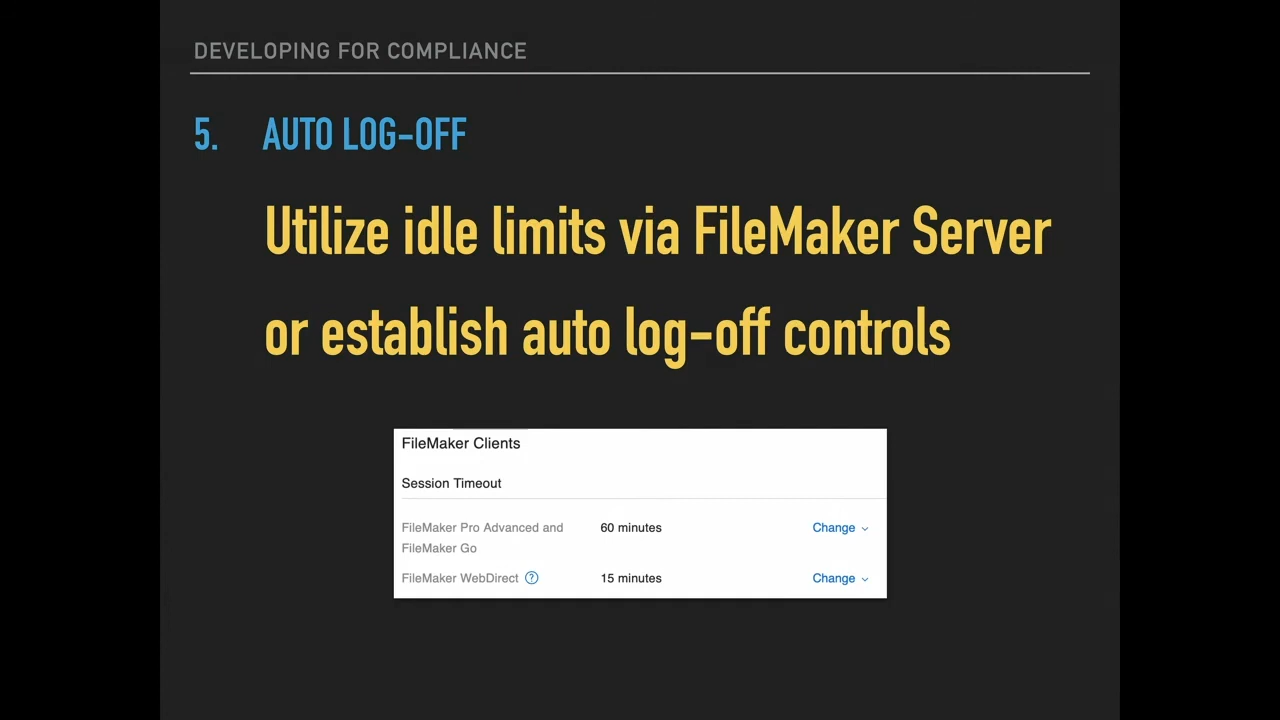 DEVELOPING FOR COMPLIANCE
5. AUTO LOG-OFF
Utilize idle limits via FileMaker Server
or establish auto log-off controls
FileMaker Clients
Session Timeout
FileMaker Pro Advanced and 60 minutes Change
FileMaker Go
FileMaker WebDirect ? 15 minutes Change